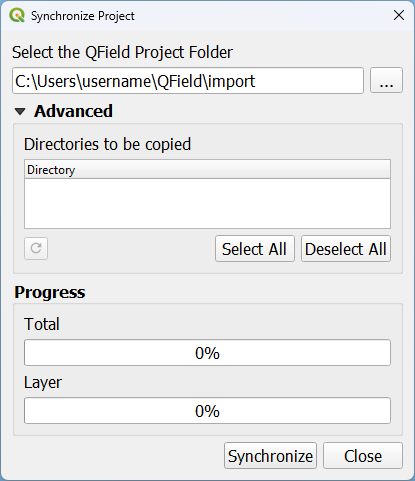 Synchronize Project
Select the QField Project Folder
C:\Users\username\QField\import
...
Advanced
Directories to be copied
Directory
Select All
Deselect All
Progress
Total
0%
Layer
0%
Synchronize
Close